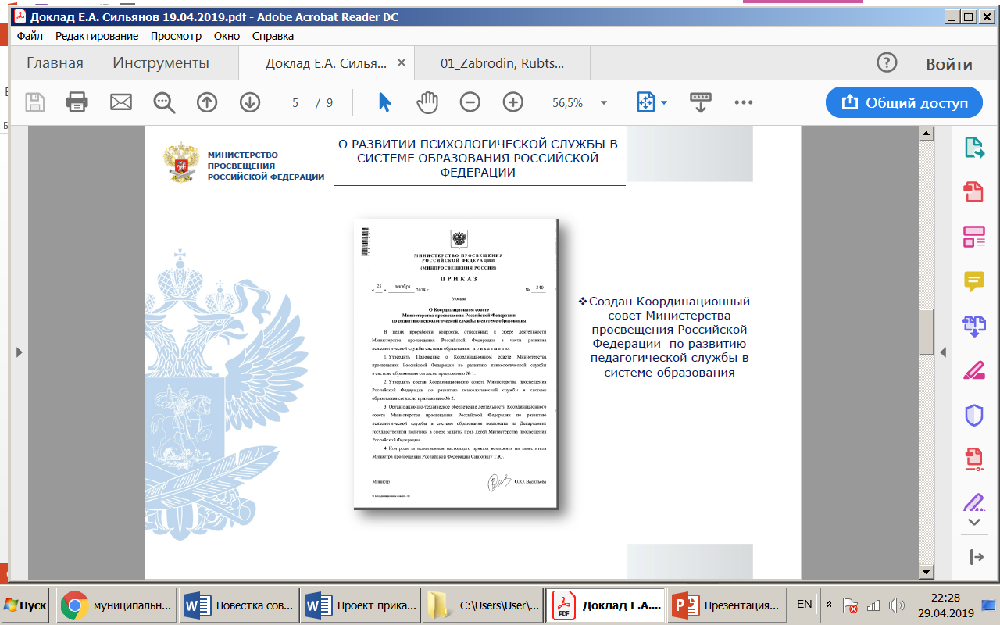 Доклад Е.А. Сильянов 19.04.2019.pdf - Adobe Acrobat Reader DC
Файл Редактирование Просмотр Окно Справка
Главная Инструменты Доклад Е.А. Силья... × 01_Zabrodin, Rubts... Войти
5 / 9 56,5% Общий доступ
МИНИСТЕРСТВО
ПРОСВЕЩЕНИЯ
РОССИЙСКОЙ ФЕДЕРАЦИИ
О РАЗВИТИИ ПСИХОЛОГИЧЕСКОЙ СЛУЖБЫ В
СИСТЕМЕ ОБРАЗОВАНИЯ РОССИЙСКОЙ
ФЕДЕРАЦИИ
МИНИСТЕРСТВО ПРОСВЕЩЕНИЯ
РОССИЙСКОЙ ФЕДЕРАЦИИ
(МИНПРОСВЕЩЕНИЯ РОССИИ)
ПРИКАЗ
« 25 » декабря 2018 г. № 340
Москва
О Координационном совете
Министерства просвещения Российской Федерации
по развитию психологической службы в системе образования
В целях проработки вопросов, отнесенных к сфере деятельности
Министерства просвещения Российской Федерации в части развития
психологической службы системы образования, п р и к а з ы в а ю:
1. Утвердить Положение о Координационном совете Министерства
просвещения Российской Федерации по развитию психологической службы
в системе образования согласно приложению № 1.
2. Утвердить состав Координационного совета Министерства просвещения
Российской Федерации по развитию психологической службы в системе
образования согласно приложению № 2.
3. Организационно-техническое обеспечение деятельности Координационного
совета Министерства просвещения Российской Федерации по развитию
психологической службы в системе образования возложить на Департамент
государственной политики в сфере защиты прав детей Министерства просвещения
Российской Федерации.
4. Контроль за исполнением настоящего приказа возложить на заместителя
Министра просвещения Российской Федерации Синюгину Т.Ю.
Министр О.Ю. Васильева
О Координационном совете - 07
❖Создан Координационный
совет Министерства
просвещения Российской
Федерации по развитию
педагогической службы в
системе образования
Пуск муниципальн... Повестка сов... Проект прика... C:\Users\User\... Доклад Е.А.... Презентация... EN 22:28
29.04.2019